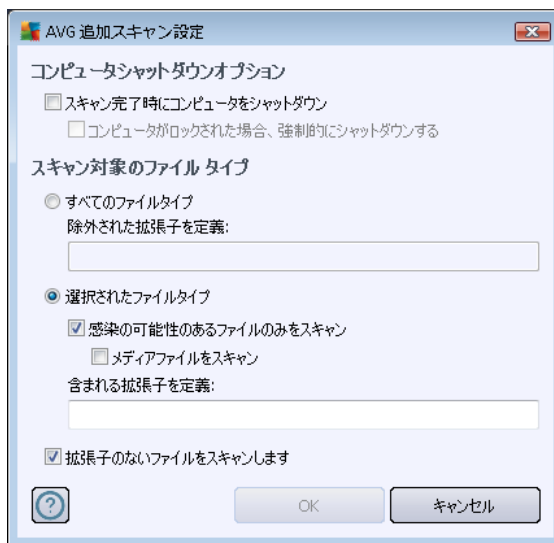 AVG 追加スキャン設定
コンピュータシャットダウンオプション
スキャン完了時にコンピュータをシャットダウン
コンピュータがロックされた場合、強制的にシャットダウンする
スキャン対象のファイル タイプ
すべてのファイルタイプ
除外された拡張子を定義:
選択されたファイルタイプ
感染の可能性のあるファイルのみをスキャン
メディアファイルをスキャン
含まれる拡張子を定義:
拡張子のないファイルをスキャンします
?
OK
キャンセル